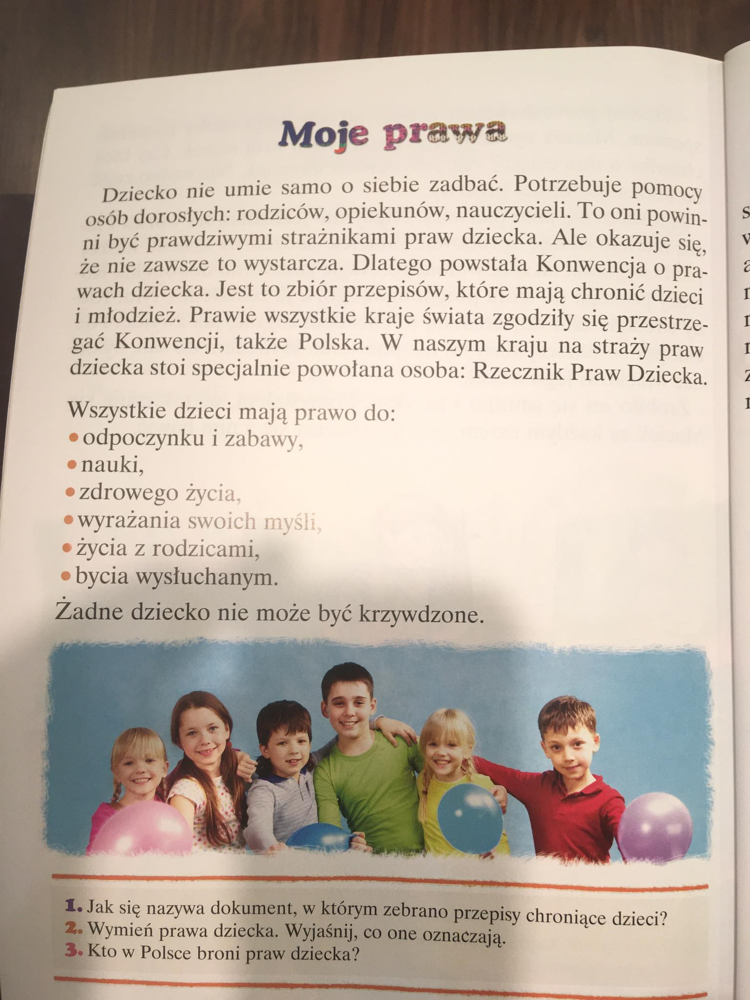 Moje prawa
Dziecko nie umie samo o siebie zadbać. Potrzebuje pomocy
osób dorosłych: rodziców, opiekunów, nauczycieli. To oni powin-
ni być prawdziwymi strażnikami praw dziecka. Ale okazuje się,
że nie zawsze to wystarcza. Dlatego powstała Konwencja o pra-
wach dziecka. Jest to zbiór przepisów, które mają chronić dzieci
i młodzież. Prawie wszystkie kraje świata zgodziły się przestrze-
gać Konwencji, także Polska. W naszym kraju na straży praw
dziecka stoi specjalnie powołana osoba: Rzecznik Praw Dziecka.
Wszystkie dzieci mają prawo do:
• odpoczynku i zabawy,
• nauki,
• zdrowego życia,
• wyrażania swoich myśli,
• życia z rodzicami,
• bycia wysłuchanym.
Żadne dziecko nie może być krzywdzone.
1. Jak się nazywa dokument, w którym zebrano przepisy chroniące dzieci?
2. Wymień prawa dziecka. Wyjaśnij, co one oznaczają.
3. Kto w Polsce broni praw dziecka?